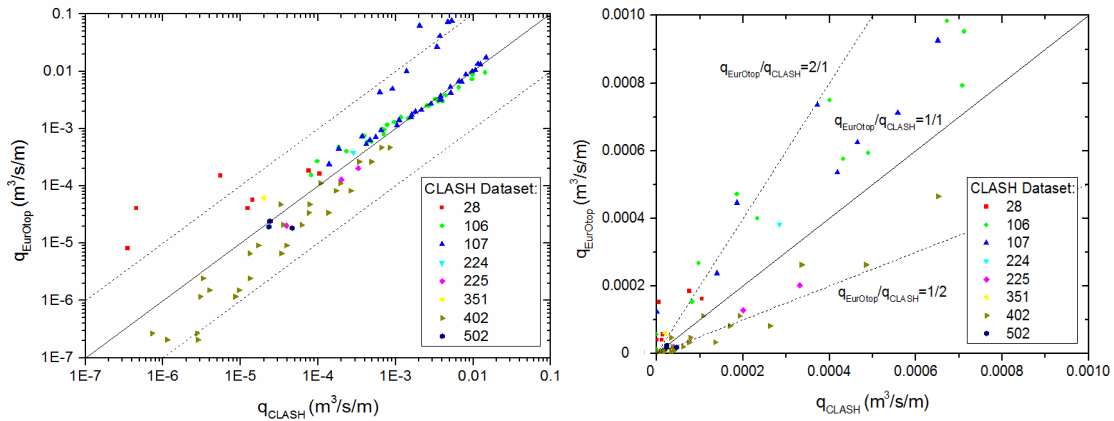 0.1
0.01
1E-3
1E-4
1E-5
1E-6
1E-7
q_EurOtop (m³/s/m)
1E-7 1E-6 1E-5 1E-4 1E-3 0.01 0.1
q_CLASH (m³/s/m)
CLASH Dataset:
28
106
107
224
225
351
402
502
0.0010
0.0008
0.0006
0.0004
0.0002
0
q_EurOtop (m³/s/m)
0 0.0002 0.0004 0.0006 0.0008 0.0010
q_CLASH (m³/s/m)
q_EurOtop/q_CLASH=2/1
q_EurOtop/q_CLASH=1/1
q_EurOtop/q_CLASH=1/2
CLASH Dataset:
28
106
107
224
225
351
402
502